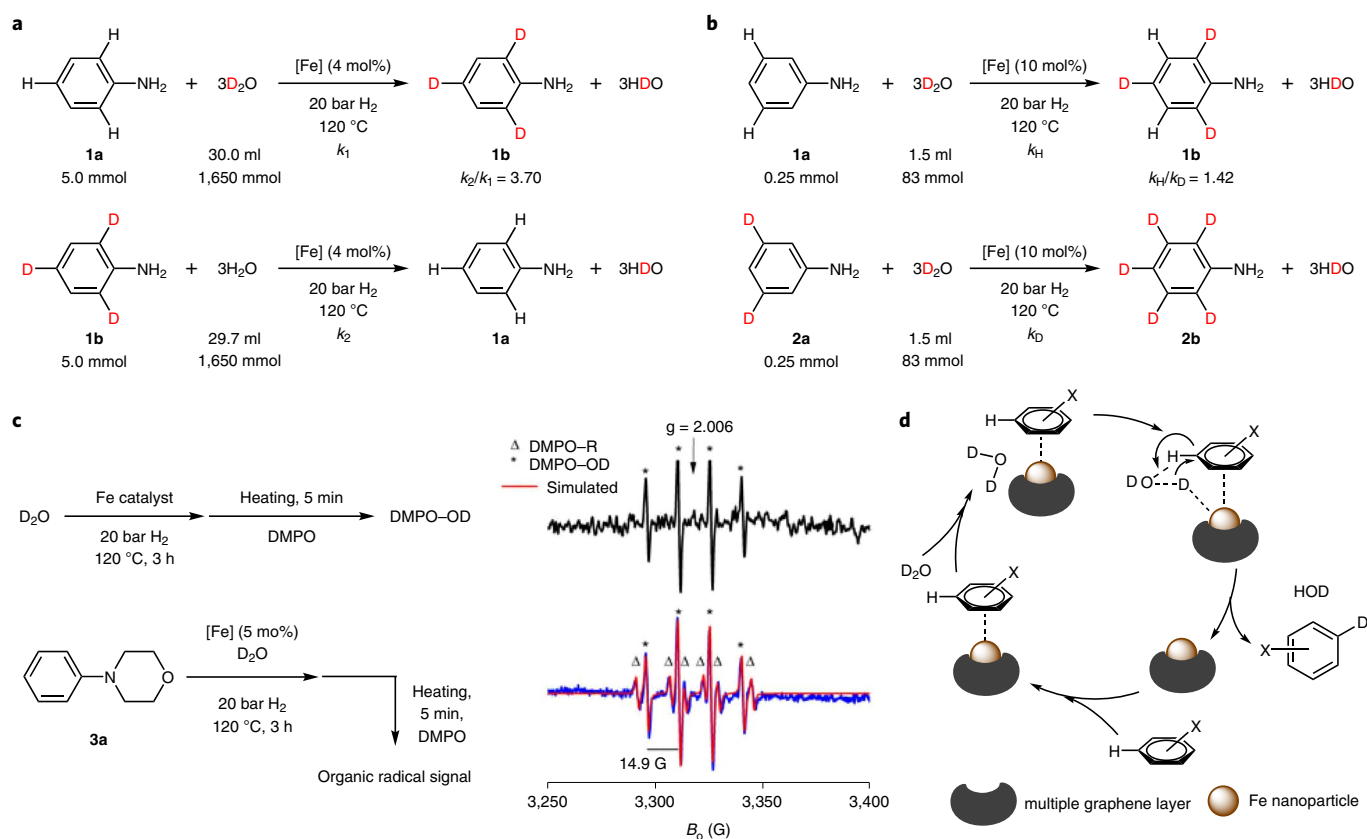 a
H
H
H
NH2
+
3D2O
[Fe] (4 mol%)
20 bar H2
120 °C
k1
D
D
D
NH2
+
3HDO
1a
5.0 mmol
30.0 ml
1,650 mmol
1b
k2/k1 = 3.70
D
D
D
NH2
+
3H2O
[Fe] (4 mol%)
20 bar H2
120 °C
k2
H
H
H
NH2
+
3HDO
1b
5.0 mmol
29.7 ml
1,650 mmol
1a
b
H
H
NH2
+
3D2O
[Fe] (10 mol%)
20 bar H2
120 °C
kH
H
D
D
H
D
NH2
+
3HDO
1a
0.25 mmol
1.5 ml
83 mmol
1b
kH/kD = 1.42
D
D
NH2
+
3D2O
[Fe] (10 mol%)
20 bar H2
120 °C
kD
D
D
D
D
D
NH2
+
3HDO
2a
0.25 mmol
1.5 ml
83 mmol
2b
c
D2O
Fe catalyst
20 bar H2
120 °C, 3 h
Heating, 5 min
DMPO
DMPO–OD
N
O
3a
[Fe] (5 mo%)
D2O
20 bar H2
120 °C, 3 h
Heating,
5 min,
DMPO
Organic radical signal
Δ DMPO–R
* DMPO–OD
Simulated
g = 2.006
* * * *
* * * *
Δ Δ Δ Δ Δ Δ
14.9 G
3,250 3,300 3,350 3,400
B0 (G)
d
H
X
D
O
D
H
X
D
O
D
D2O
H
X
HOD
D
X
H
X
multiple graphene layer
Fe nanoparticle